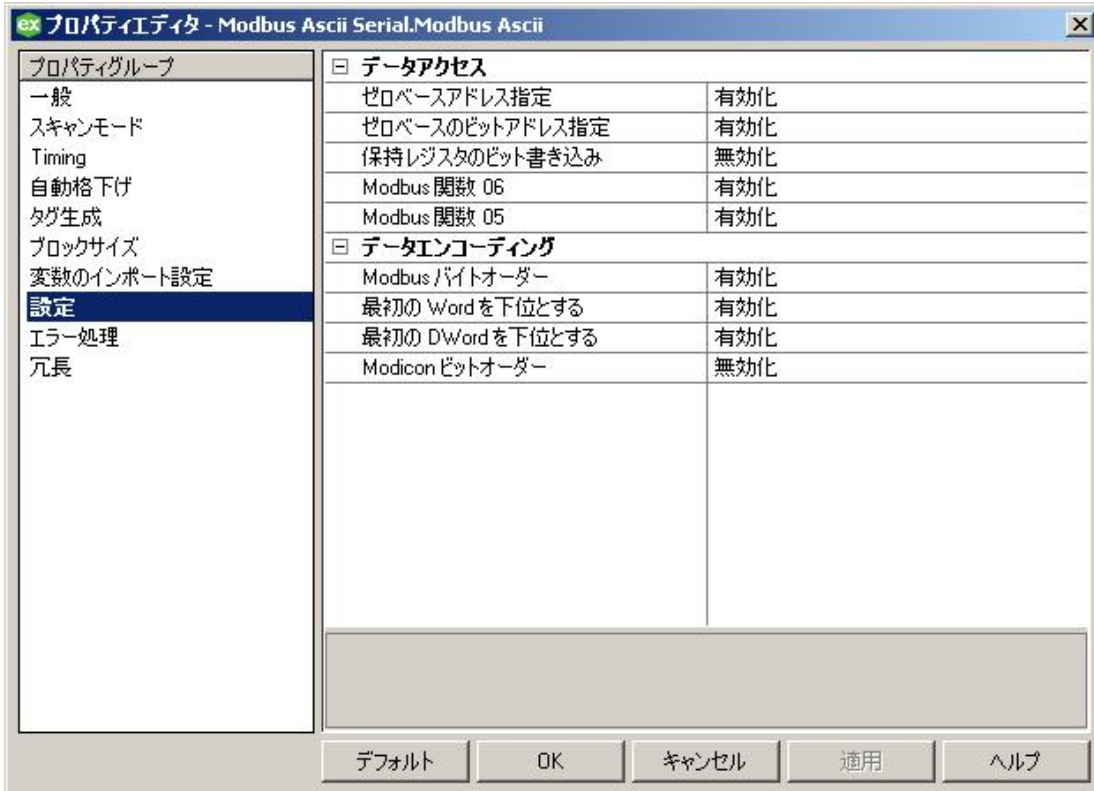 ex プロパティエディタ - Modbus Ascii Serial.Modbus Ascii
プロパティグループ
一般
スキャンモード
Timing
自動格下げ
タグ生成
ブロックサイズ
変数のインポート設定
設定
エラー処理
冗長
データアクセス
ゼロベースアドレス指定 有効化
ゼロベースのビットアドレス指定 有効化
保持レジスタのビット書き込み 無効化
Modbus 関数 06 有効化
Modbus 関数 05 有効化
データエンコーディング
Modbus バイトオーダー 有効化
最初の Word を下位とする 有効化
最初の DWord を下位とする 有効化
Modicon ビットオーダー 無効化
デフォルト OK キャンセル 適用 ヘルプ